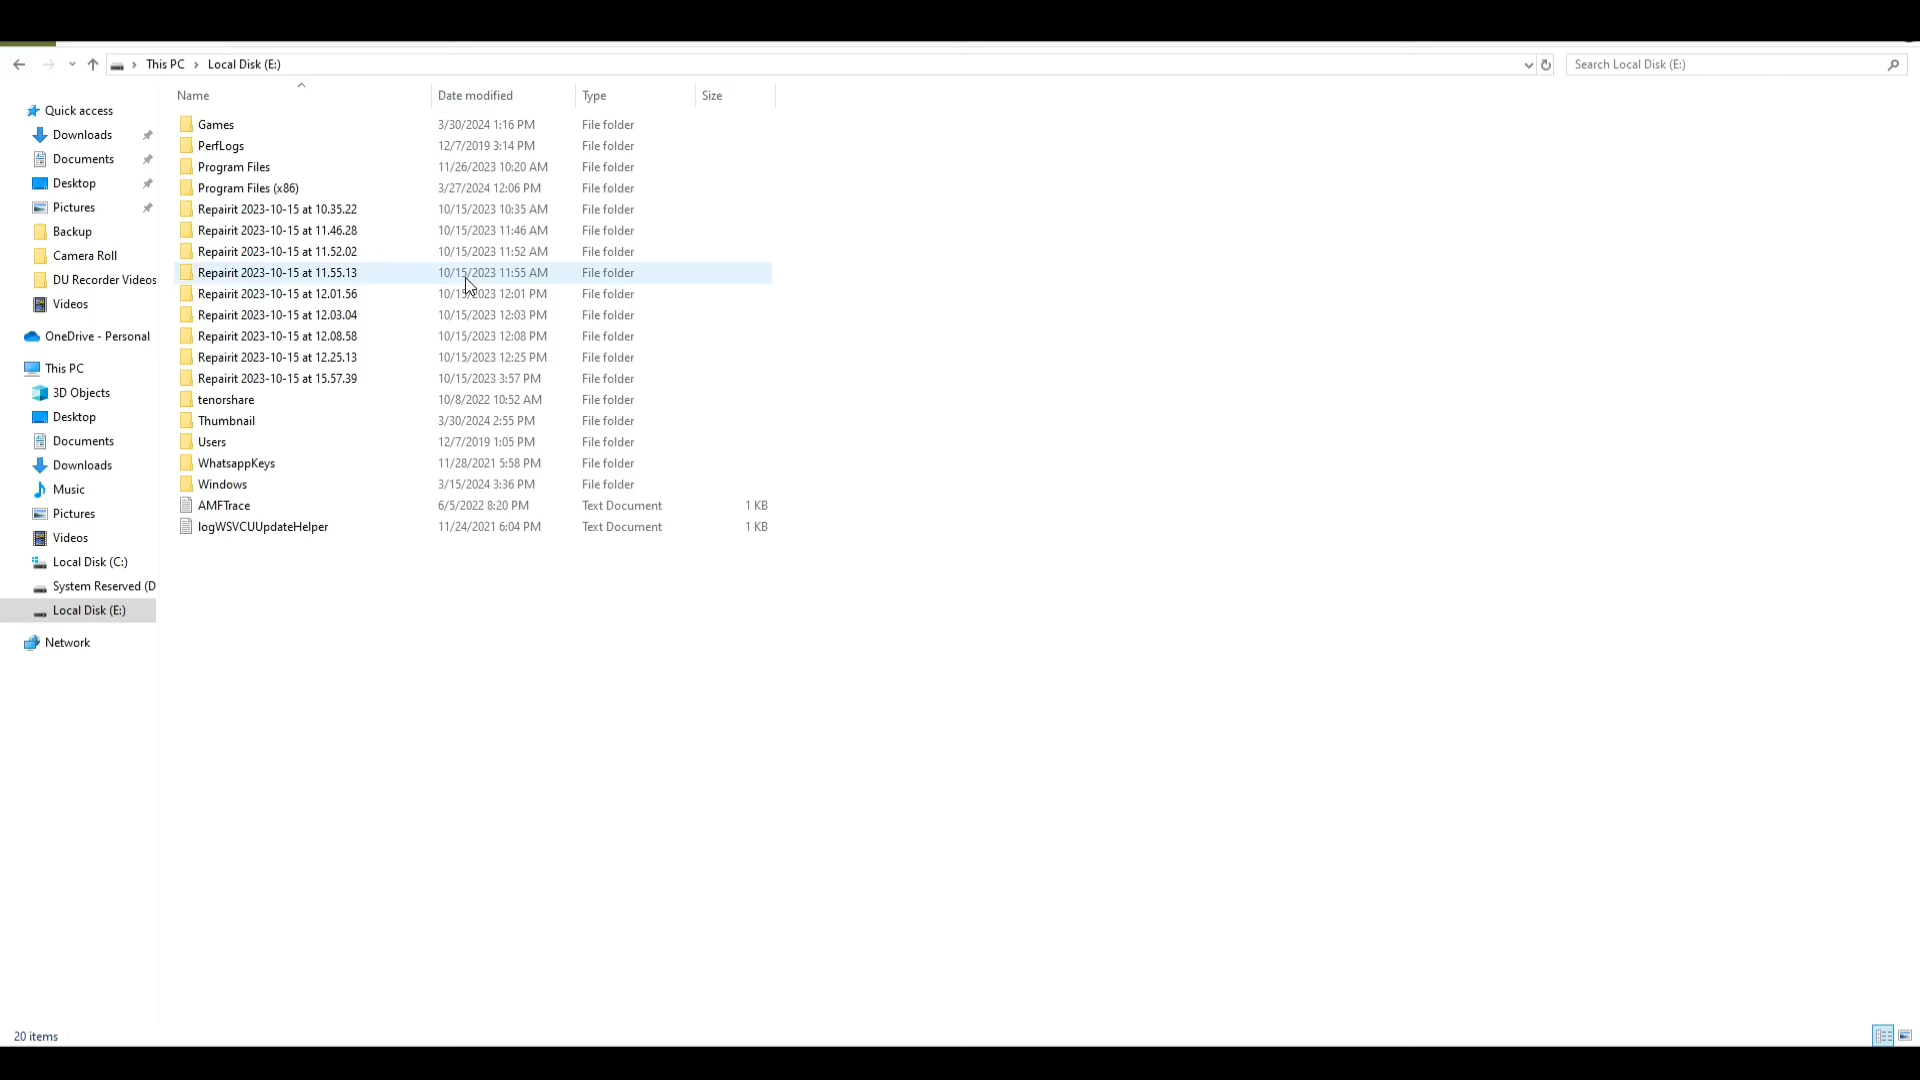 This PC > Local Disk (E:)
Search Local Disk (E:)
Name Date modified Type Size
Quick access
Downloads
Documents
Desktop
Pictures
Backup
Camera Roll
DU Recorder Videos
Videos
OneDrive - Personal
This PC
3D Objects
Desktop
Documents
Downloads
Music
Pictures
Videos
Local Disk (C:)
System Reserved (D
Local Disk (E:)
Network
Games 3/30/2024 1:16 PM File folder
PerfLogs 12/7/2019 3:14 PM File folder
Program Files 11/26/2023 10:20 AM File folder
Program Files (x86) 3/27/2024 12:06 PM File folder
Repairit 2023-10-15 at 10.35.22 10/15/2023 10:35 AM File folder
Repairit 2023-10-15 at 11.46.28 10/15/2023 11:46 AM File folder
Repairit 2023-10-15 at 11.52.02 10/15/2023 11:52 AM File folder
Repairit 2023-10-15 at 11.55.13 10/15/2023 11:55 AM File folder
Repairit 2023-10-15 at 12.01.56 10/15/2023 12:01 PM File folder
Repairit 2023-10-15 at 12.03.04 10/15/2023 12:03 PM File folder
Repairit 2023-10-15 at 12.08.58 10/15/2023 12:08 PM File folder
Repairit 2023-10-15 at 12.25.13 10/15/2023 12:25 PM File folder
Repairit 2023-10-15 at 15.57.39 10/15/2023 3:57 PM File folder
tenorshare 10/8/2022 10:52 AM File folder
Thumbnail 3/30/2024 2:55 PM File folder
Users 12/7/2019 1:05 PM File folder
WhatsappKeys 11/28/2021 5:58 PM File folder
Windows 3/15/2024 3:36 PM File folder
AMFTrace 6/5/2022 8:20 PM Text Document 1 KB
logWSVCUUpdateHelper 11/24/2021 6:04 PM Text Document 1 KB
20 items